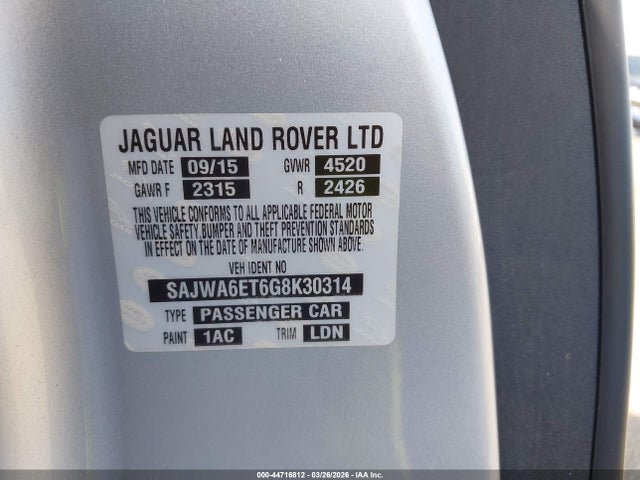 JAGUAR LAND ROVER LTD
MFD DATE 09/15 GVWR 4520
GAWR F 2315 R 2426
THIS VEHICLE CONFORMS TO ALL APPLICABLE FEDERAL MOTOR
VEHICLE SAFETY, BUMPER AND THEFT PREVENTION STANDARDS
IN EFFECT ON THE DATE OF MANUFACTURE SHOWN ABOVE.
VEH IDENT NO
SAJWA6ET6G8K30314
TYPE PASSENGER CAR
PAINT 1AC TRIM LDN
000-44716812 | 03/26/2026 | IAA Inc.